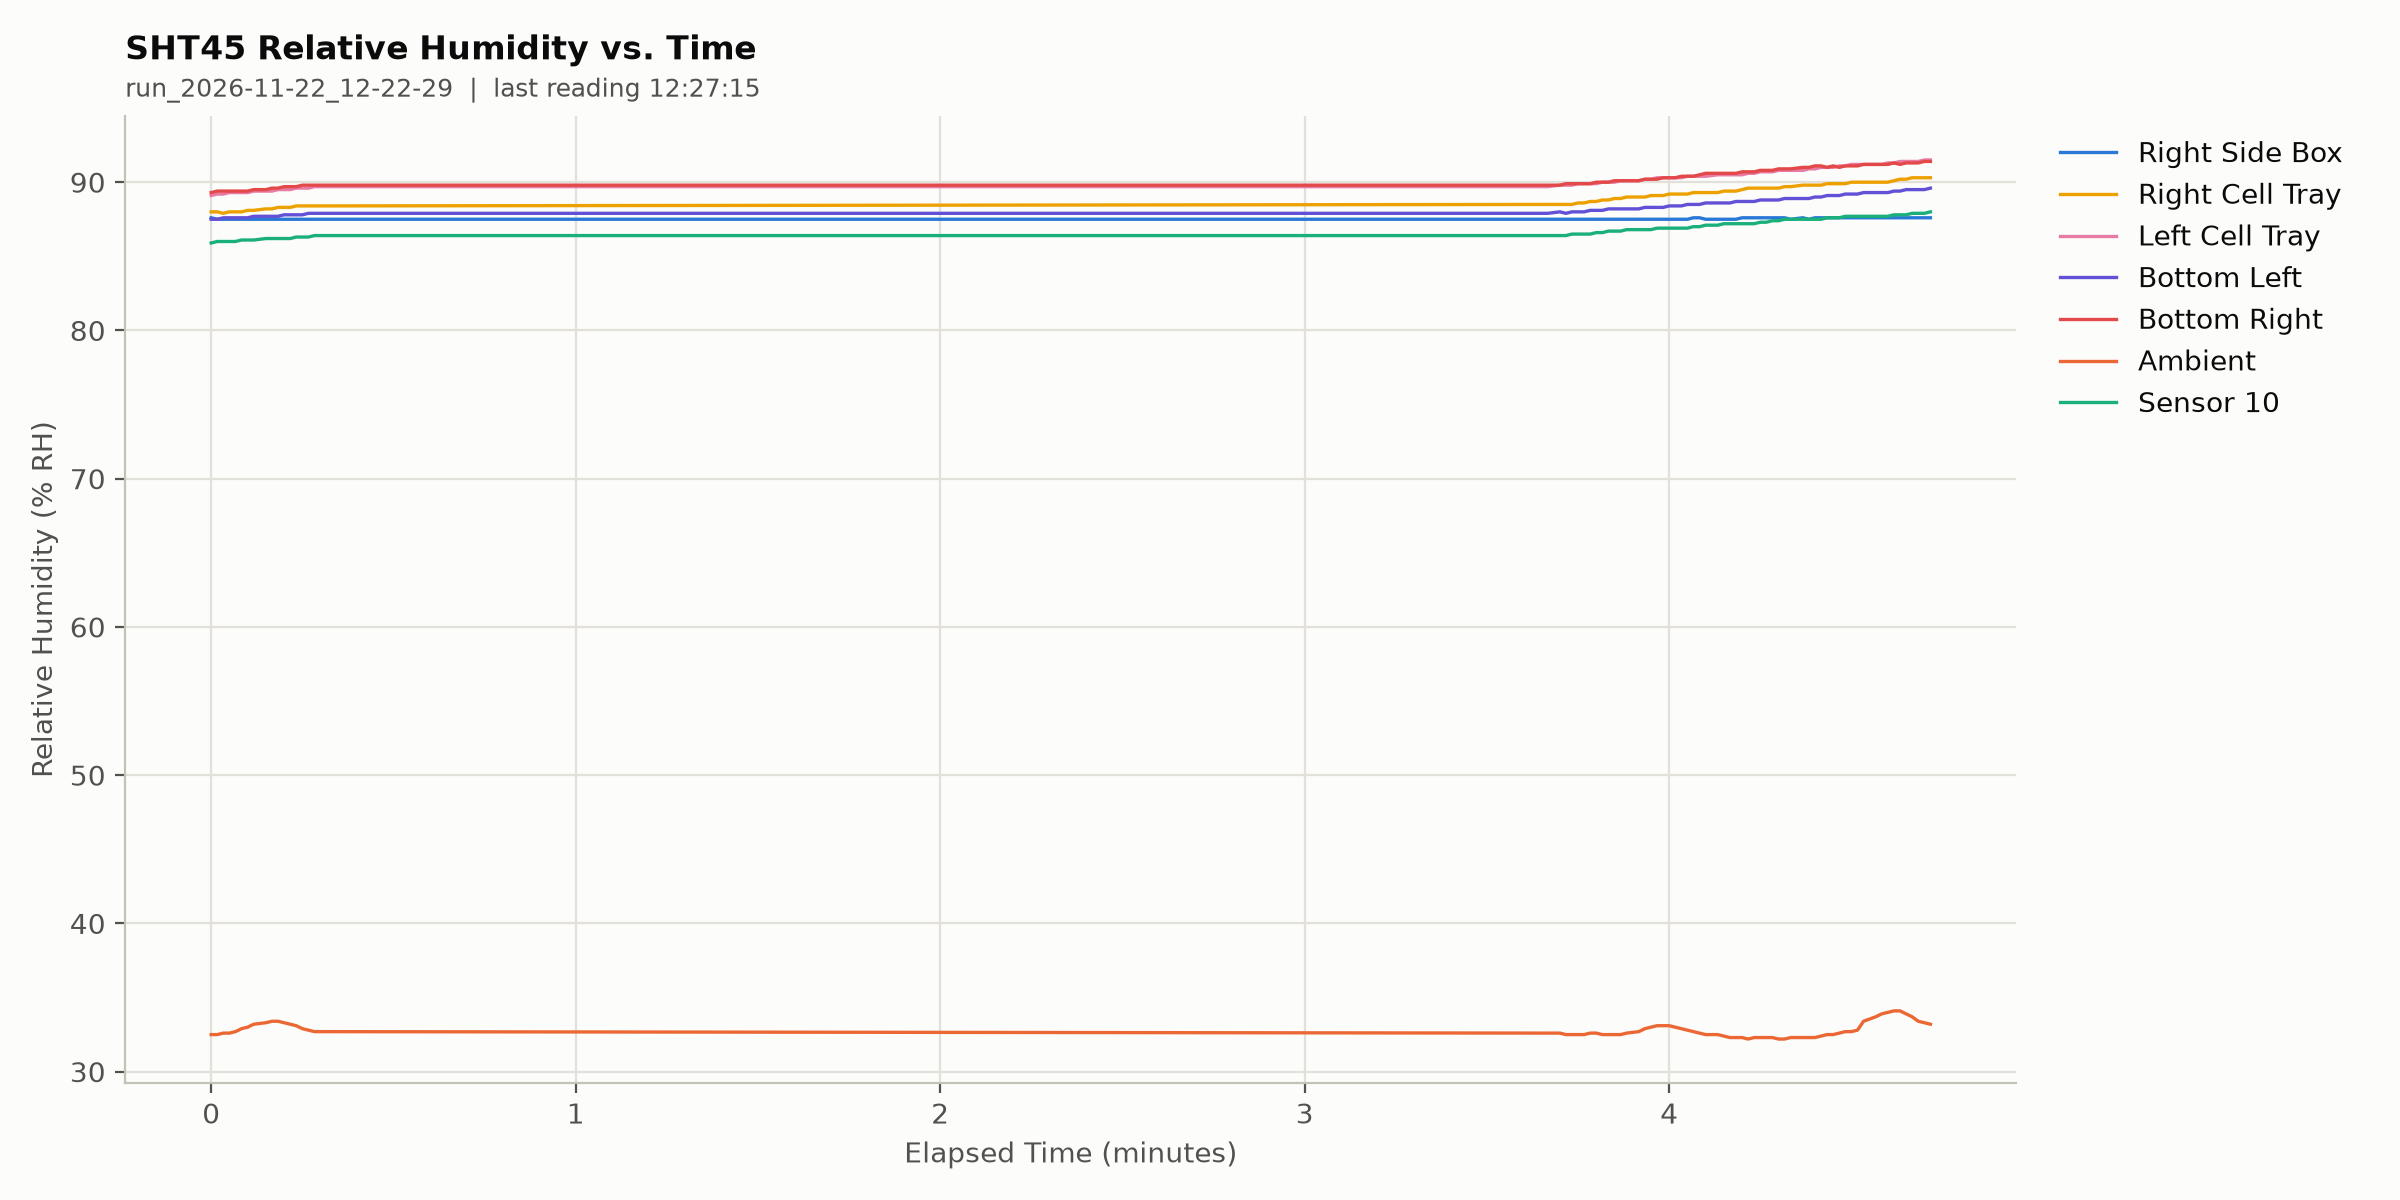 SHT45 Relative Humidity vs. Time
run_2026-11-22_12-22-29 | last reading 12:27:15
Relative Humidity (% RH)
90
80
70
60
50
40
30
0 1 2 3 4
Elapsed Time (minutes)
Right Side Box
Right Cell Tray
Left Cell Tray
Bottom Left
Bottom Right
Ambient
Sensor 10